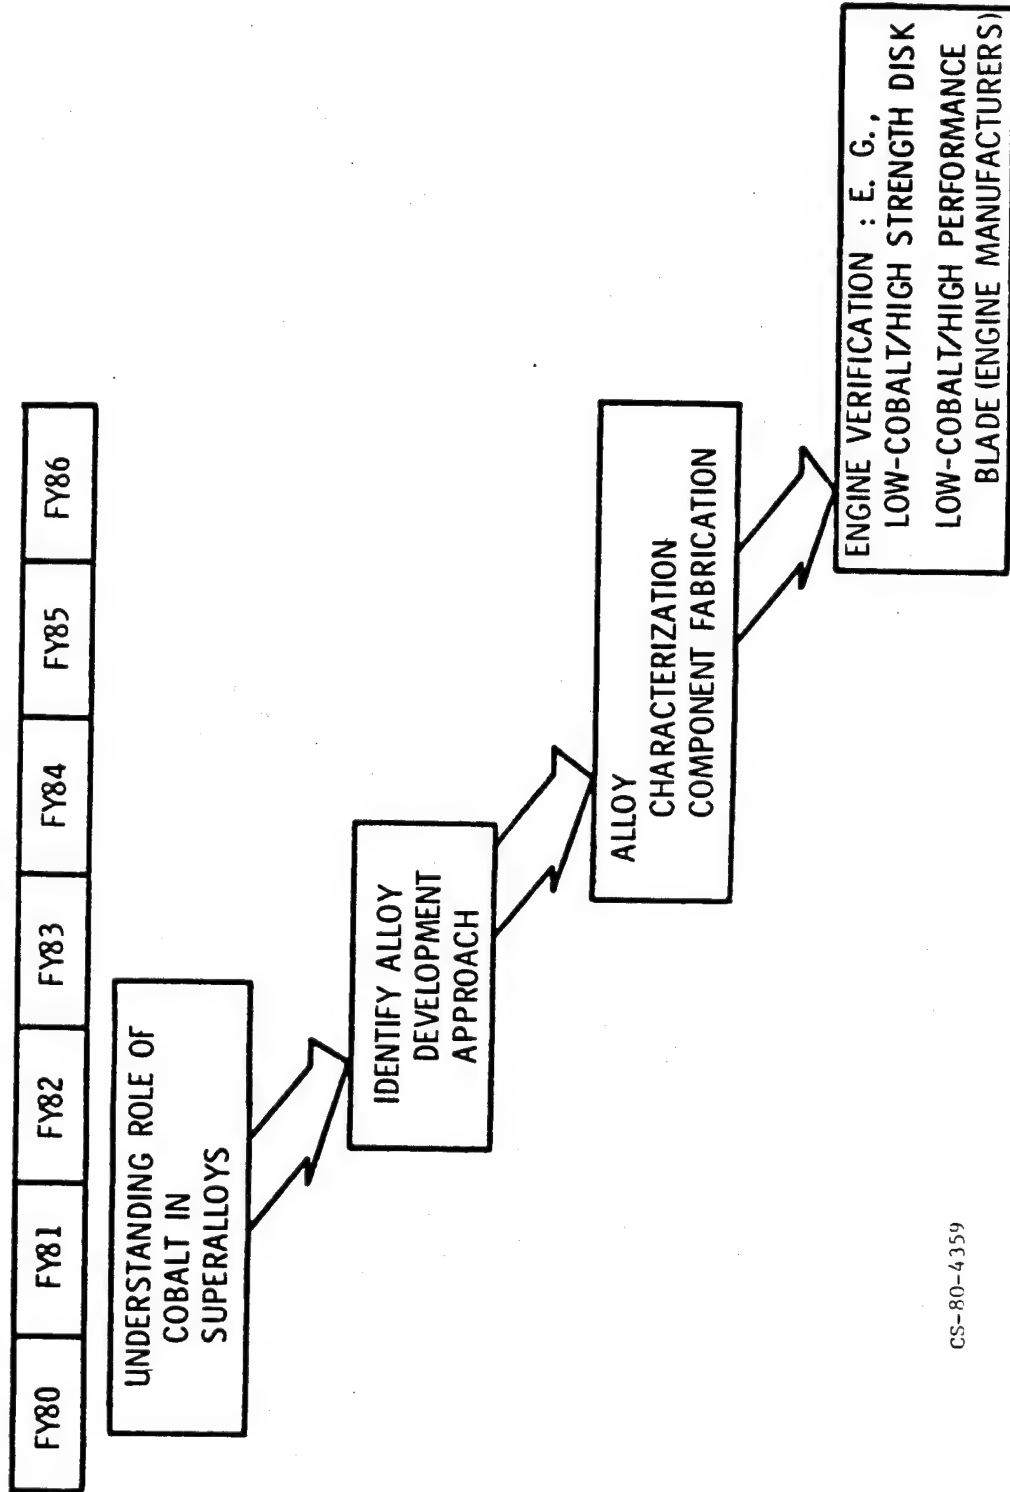 FY80 FY81 FY82 FY83 FY84 FY85 FY86
UNDERSTANDING ROLE OF
COBALT IN
SUPERALLOYS
IDENTIFY ALLOY
DEVELOPMENT
APPROACH
ALLOY
CHARACTERIZATION
COMPONENT FABRICATION
ENGINE VERIFICATION : E. G.,
LOW-COBALT/HIGH STRENGTH DISK
LOW-COBALT/HIGH PERFORMANCE
BLADE (ENGINE MANUFACTURERS)
CS-80-4359